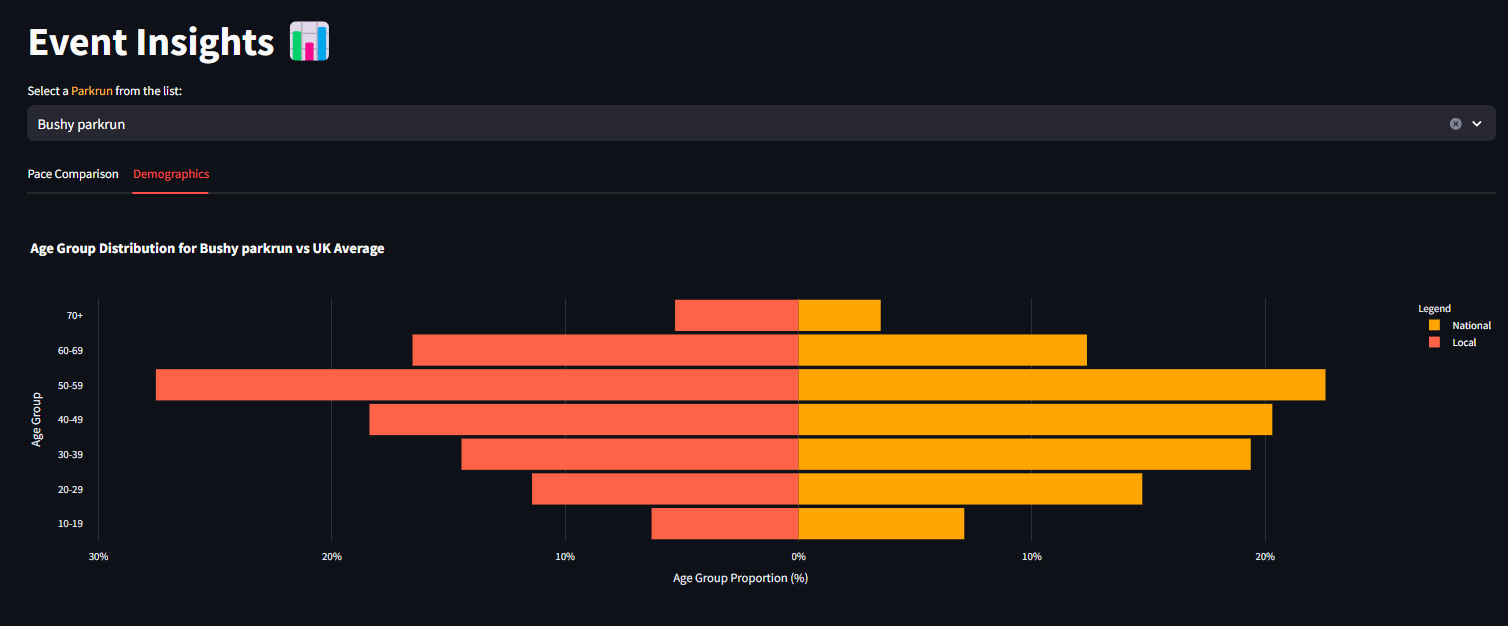 Event Insights
Select a Parkrun from the list:
Bushy parkrun
Pace Comparison Demographics
Age Group Distribution for Bushy parkrun vs UK Average
Legend
National
Local
Age Group
70+
60-69
50-59
40-49
30-39
20-29
10-19
30% 20% 10% 0% 10% 20%
Age Group Proportion (%)